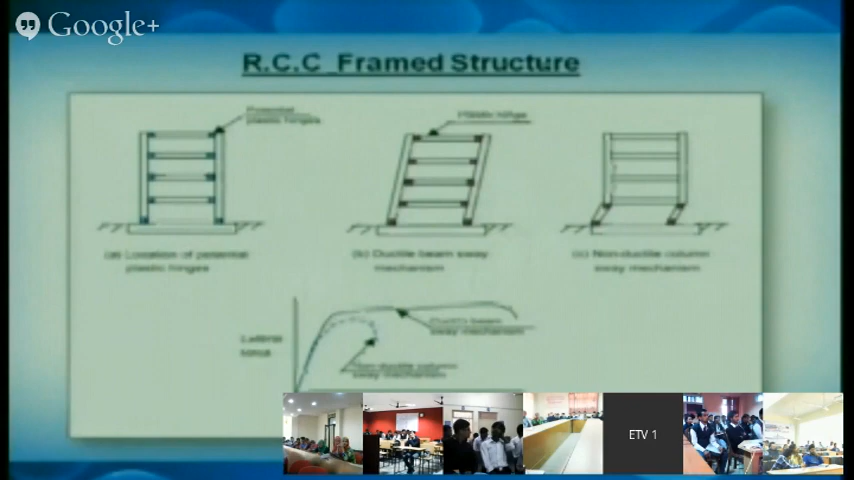 Google+
R.C.C Framed Structure
Potential
plastic hinges
Plastic hinge
(a) Location of potential
plastic hinges
(b) Ductile beam sway
mechanism
(c) Non-ductile column
sway mechanism
Lateral
force
Ductile beam
sway mechanism
Non-ductile column
sway mechanism
ETV 1